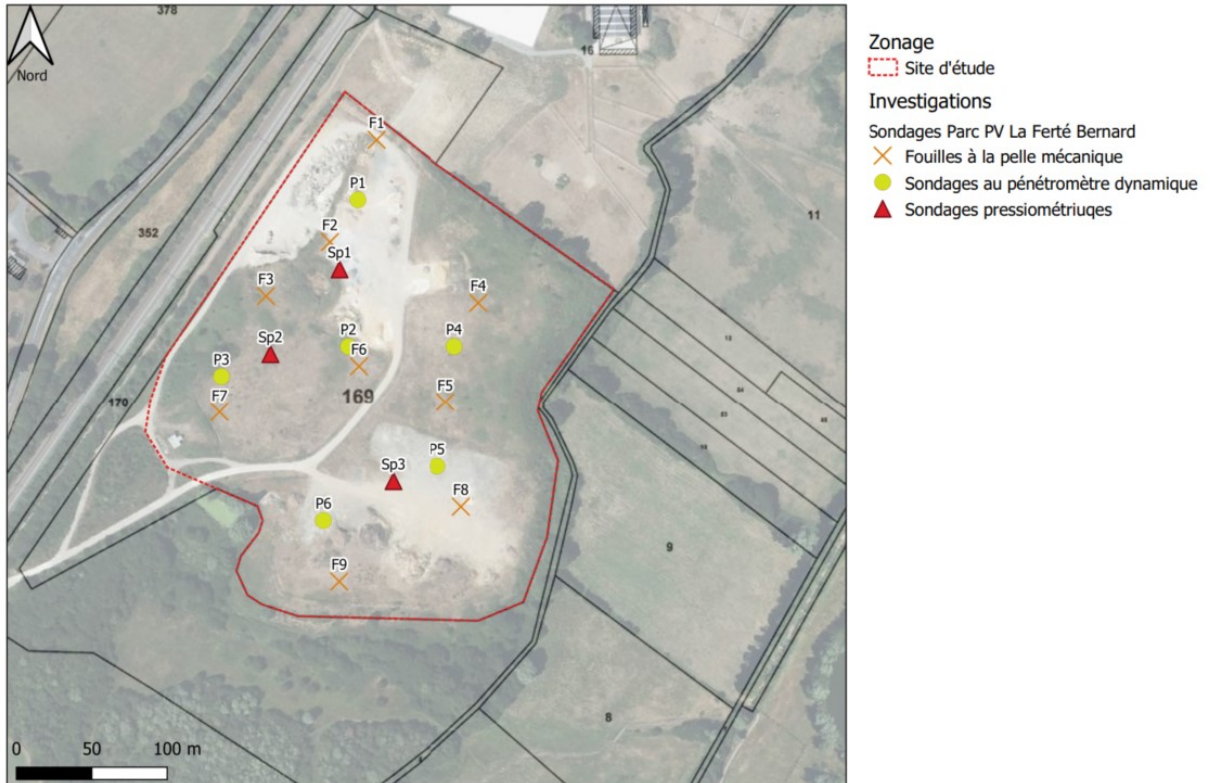 378
16
Nord
Zonage
Site d'étude
Investigations
Sondages Parc PV La Ferté Bernard
Fouilles à la pelle mécanique
Sondages au pénétromètre dynamique
Sondages pressiométriuqes
F1
P1
11
352
F2
Sp1
F3
F4
P2
P4
13
Sp2
F6
P3
169
F5
170
F7
P5
Sp3
F8
P6
9
F9
8
0 50 100 m